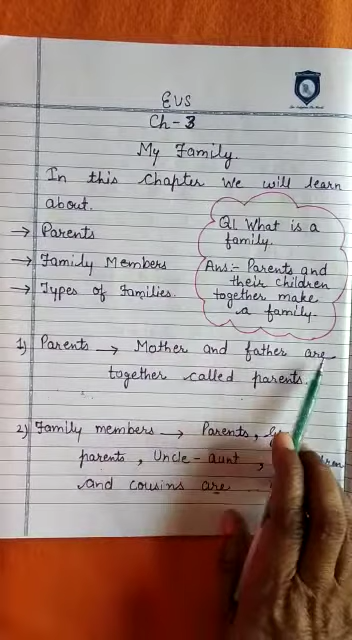 EVS
Ch-3
My Family.
In this chapter we will learn
about.
→ Parents
→ Family Members
→ Types of Families.
Q1 What is a
family.
Ans:- Parents and
their children
together make
a family.
1) Parents → Mother and father are
together called parents.
2) Family members → Parents,
parents, Uncle-aunt,
and cousins are